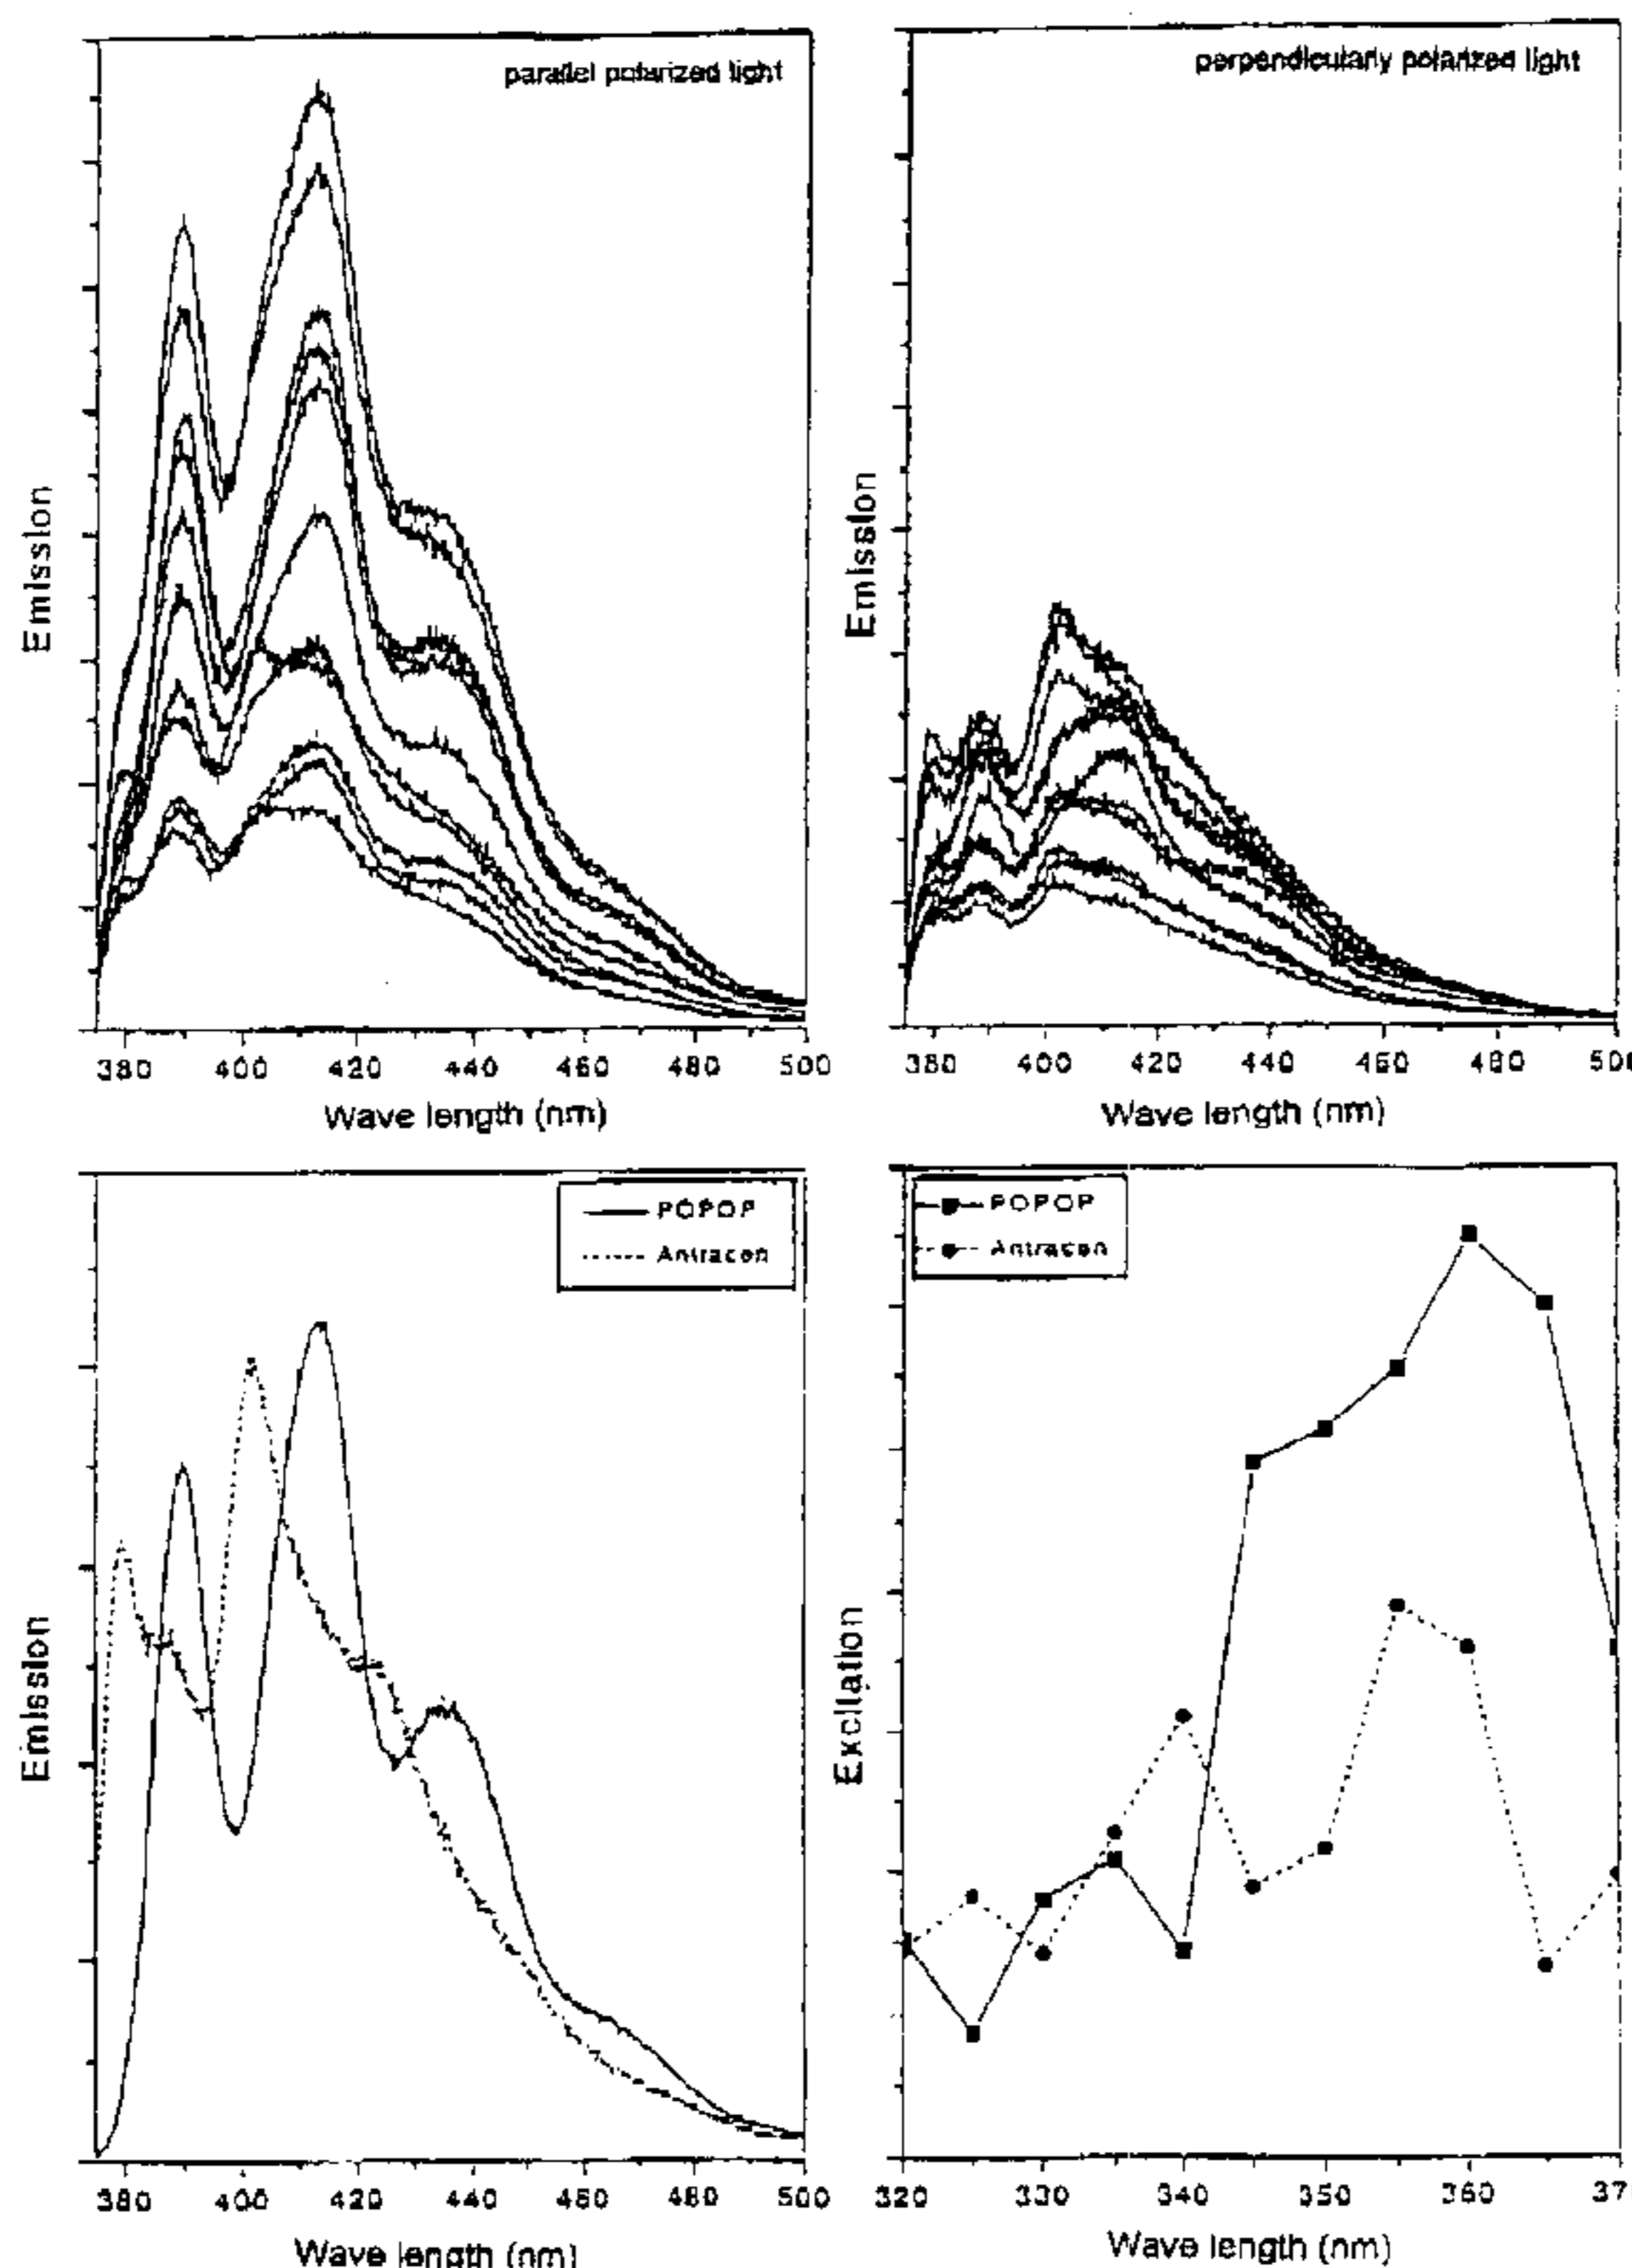 parallel polarized light
perpendicularly polarized light
Emission
Emission
380 400 420 440 460 480 500
380 400 420 440 460 480 50
Wave length (nm)
Wave length (nm)
POPOP
Antracen
POPOP
Antracen
Emission
Excitation
380 400 420 440 460 480 500
320 330 340 350 360 37
Wave length (nm)
Wave length (nm)